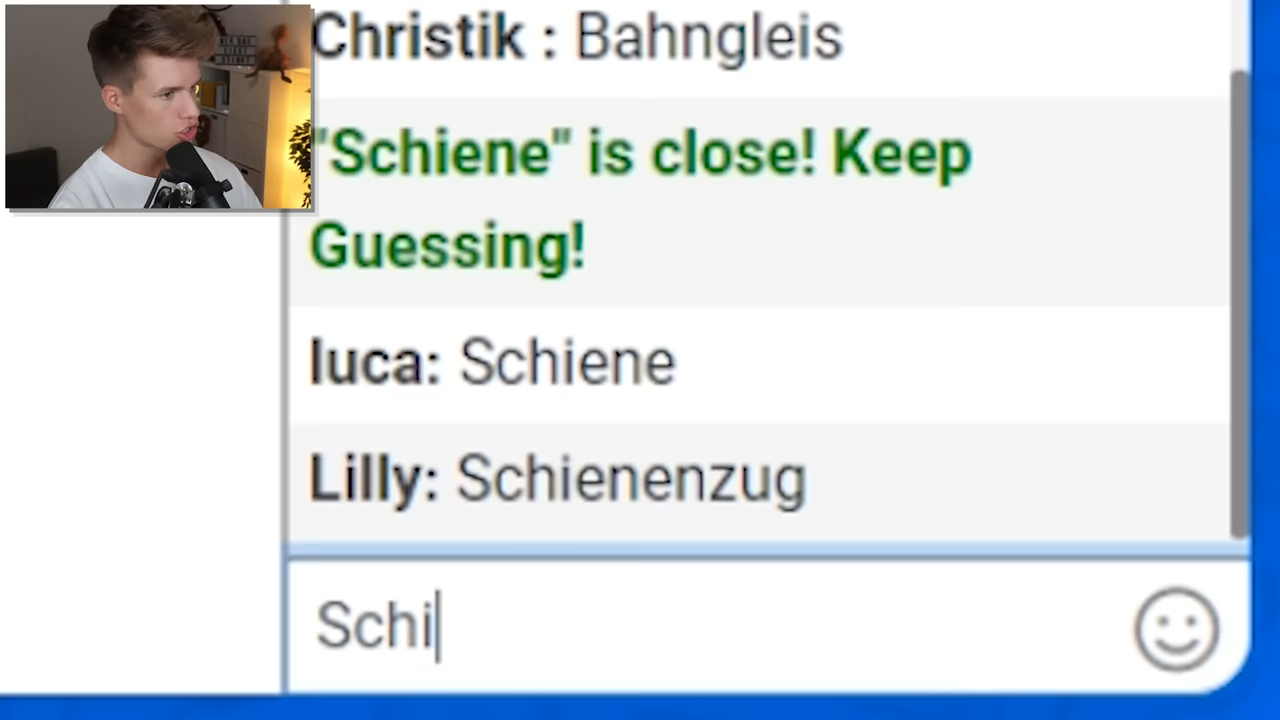 Christik : Bahngleis
"Schiene" is close! Keep
Guessing!
luca: Schiene
Lilly: Schienenzug
Schi